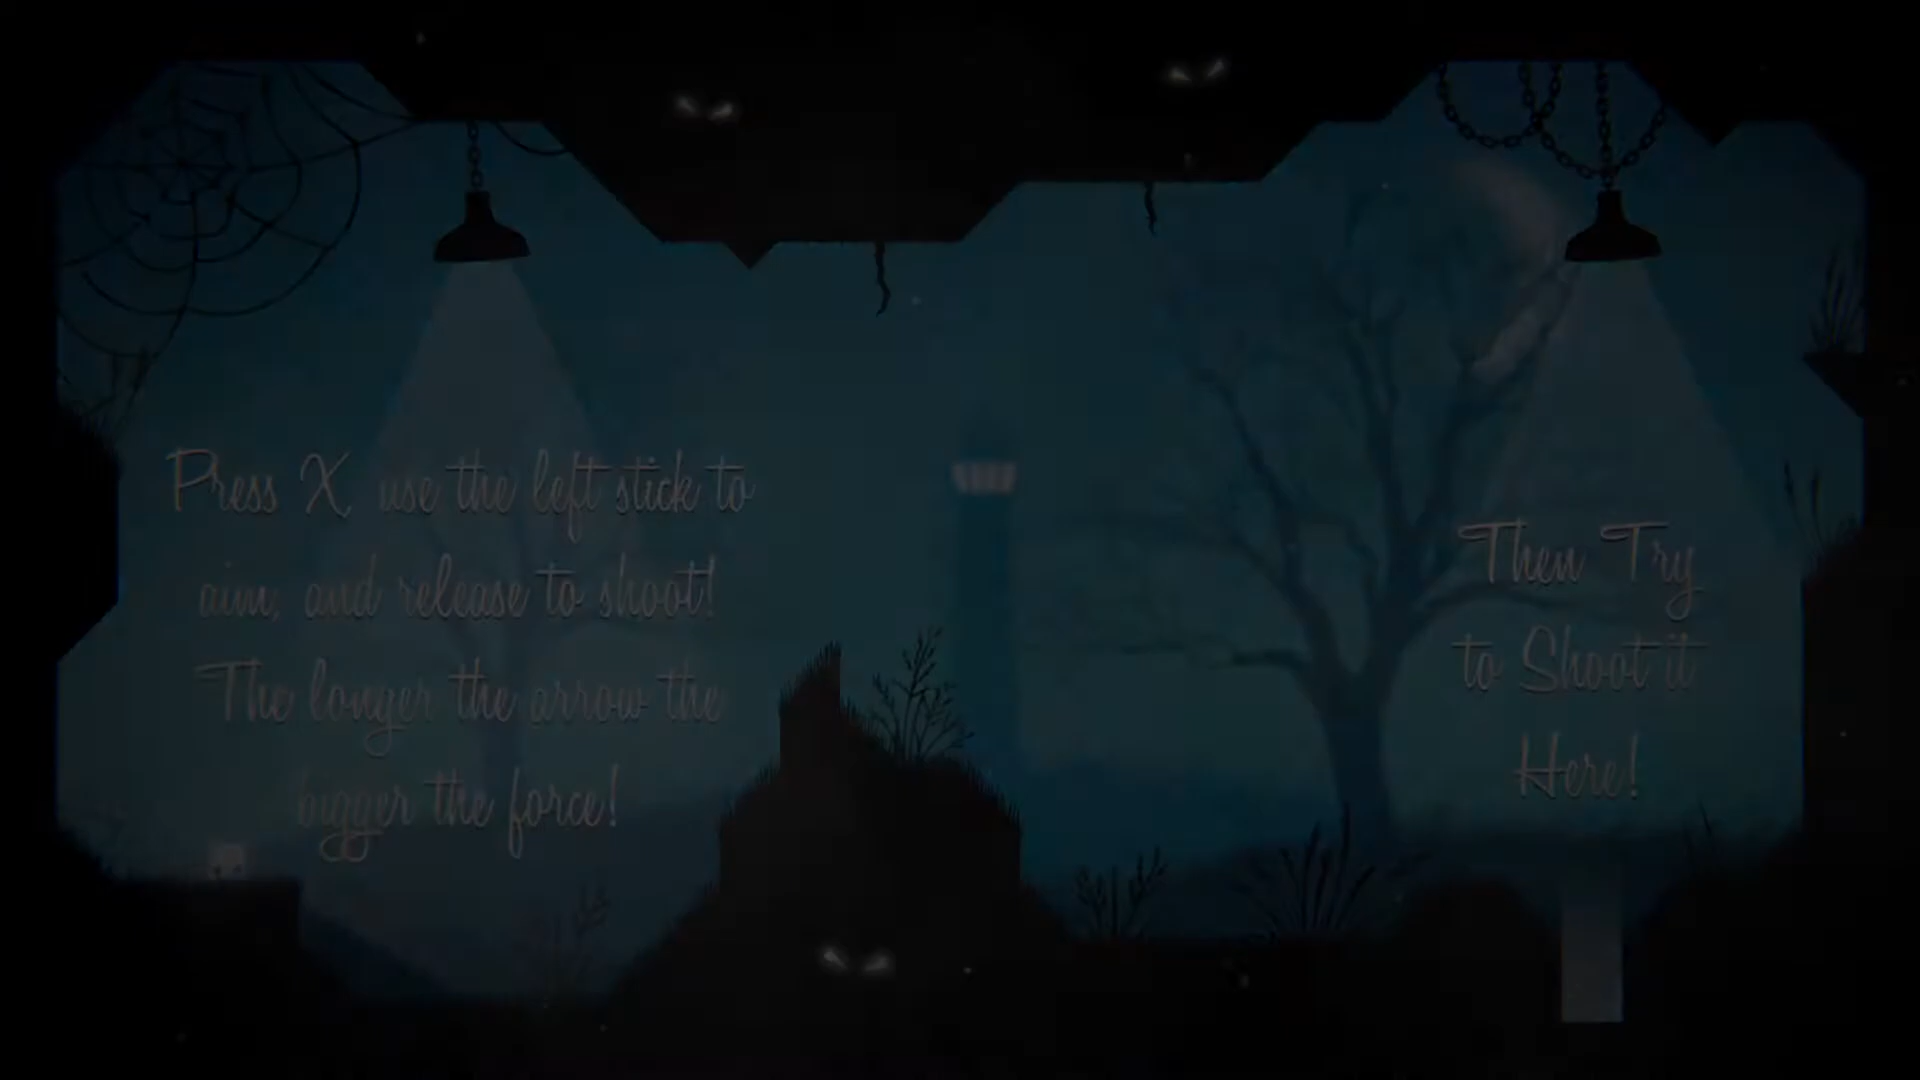 Press X, use the left stick to
aim, and release to shoot!
The longer the arrow the
bigger the force!
Then Try
to Shoot it
Here!